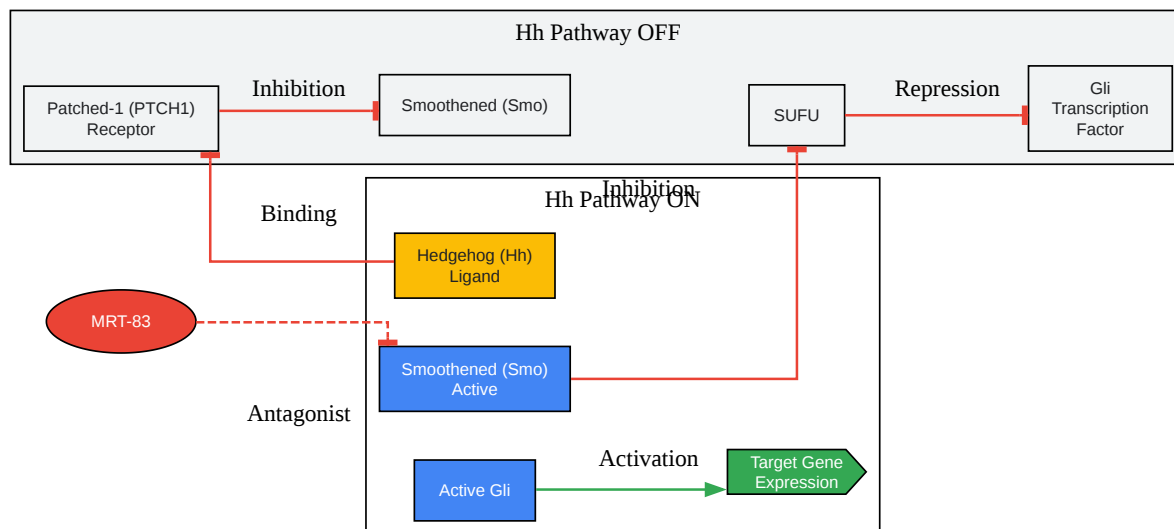 Hh Pathway OFF
Inhibition
Patched-1 (PTCH1)
Receptor
Smoothened (Smo)
SUFU
Repression
Gli
Transcription
Factor
Inhibition
Hh Pathway ON
Binding
Hedgehog (Hh)
Ligand
MRT-83
Smoothened (Smo)
Active
Antagonist
Active Gli
Activation
Target Gene
Expression